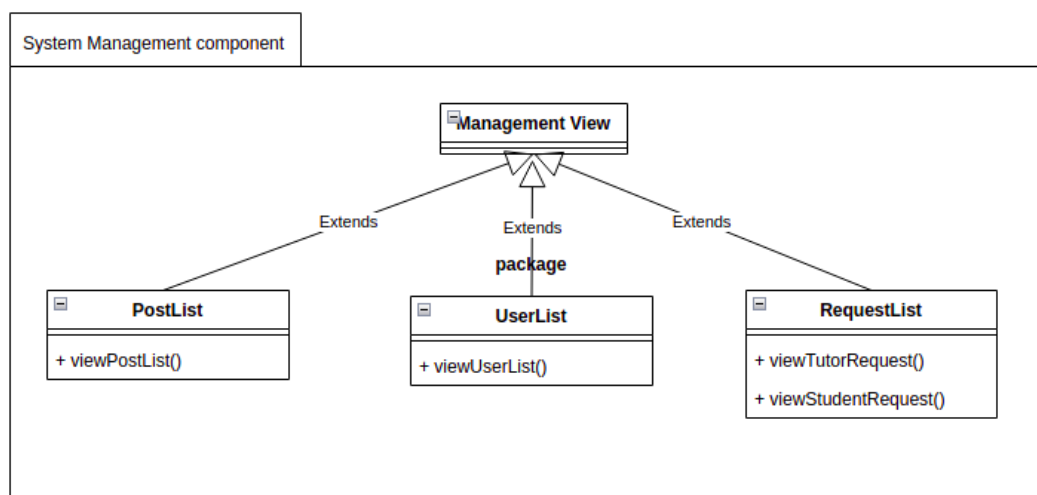 System Management component
Management View
Extends
Extends
Extends
package
PostList
UserList
RequestList
+ viewPostList()
+ viewUserList()
+ viewTutorRequest()
+ viewStudentRequest()